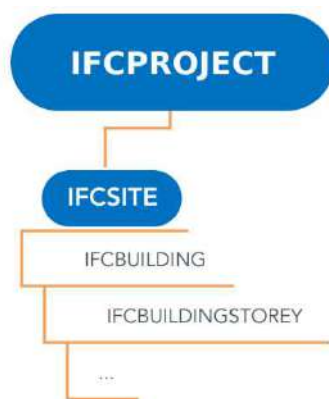 IFCPROJECT
IFCSITE
IFCBUILDING
IFCBUILDINGSTOREY
...